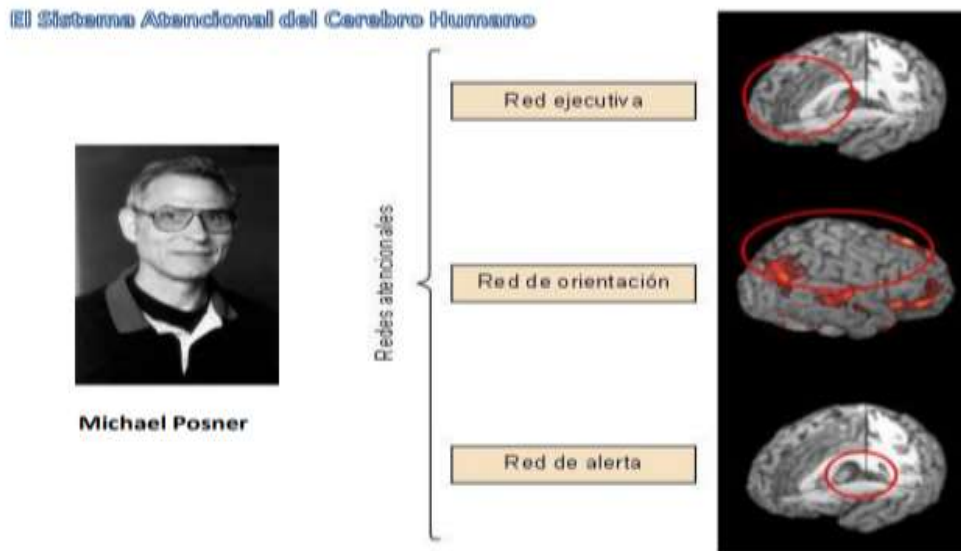 El Sistema Atencional del Cerebro Humano
Red ejecutiva
Redes atencionales
Red de orientación
Michael Posner
Red de alerta